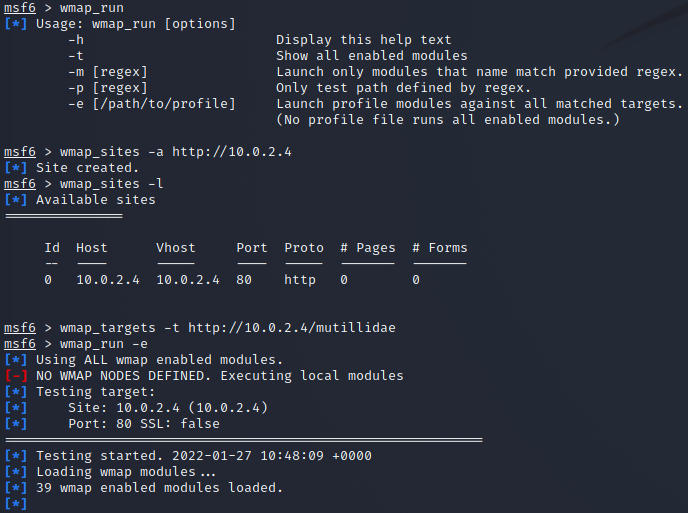 msf6 > wmap_run
[*] Usage: wmap_run [options]
-h Display this help text
-t Show all enabled modules
-m [regex] Launch only modules that name match provided regex.
-p [regex] Only test path defined by regex.
-e [/path/to/profile] Launch profile modules against all matched targets.
(No profile file runs all enabled modules.)
msf6 > wmap_sites -a http://10.0.2.4
[*] Site created.
msf6 > wmap_sites -l
[*] Available sites
===============
Id Host Vhost Port Proto # Pages # Forms
-- ---- ----- ---- ----- ------- -------
0 10.0.2.4 10.0.2.4 80 http 0 0
msf6 > wmap_targets -t http://10.0.2.4/mutillidae
msf6 > wmap_run -e
[*] Using ALL wmap enabled modules.
[-] NO WMAP NODES DEFINED. Executing local modules
[*] Testing target:
[*] Site: 10.0.2.4 (10.0.2.4)
[*] Port: 80 SSL: false
============================================================
[*] Testing started. 2022-01-27 10:48:09 +0000
[*] Loading wmap modules...
[*] 39 wmap enabled modules loaded.
[*]